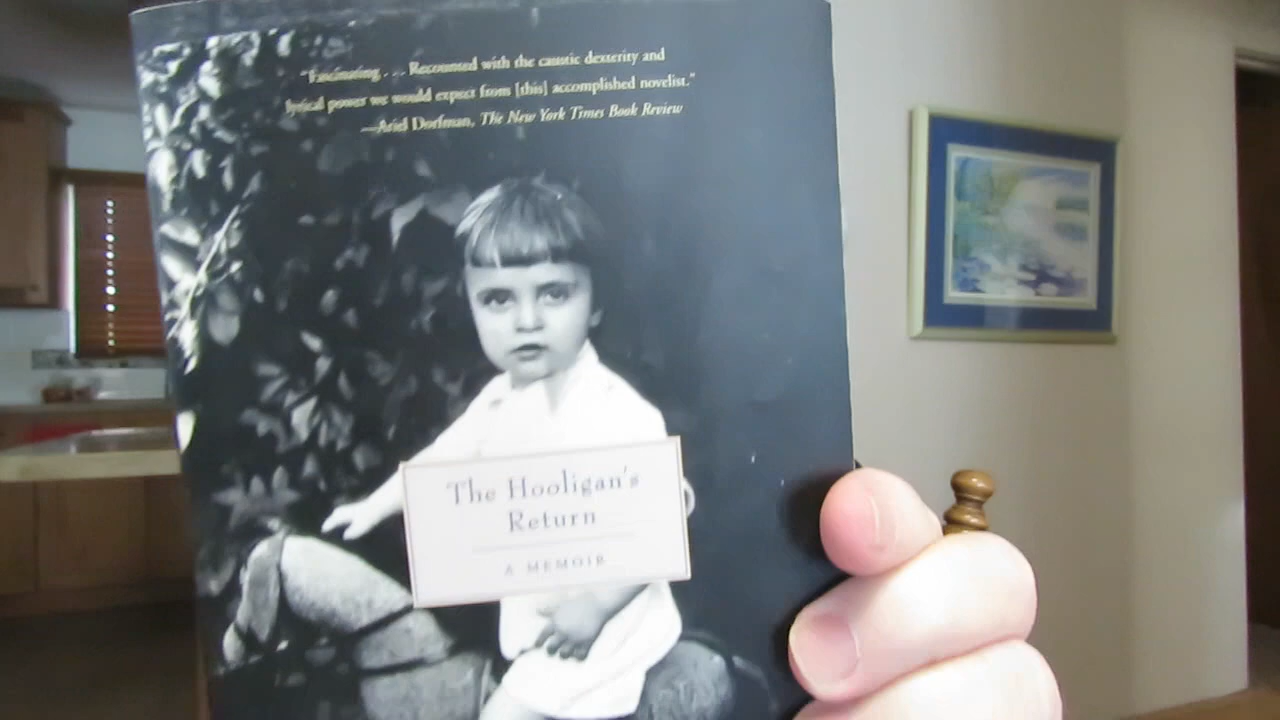 "Fascinating . . . Recounted with the caustic dexterity and
lyrical power we would expect from [this] accomplished novelist."
—Ariel Dorfman, The New York Times Book Review
The Hooligan's
Return
A MEMOIR